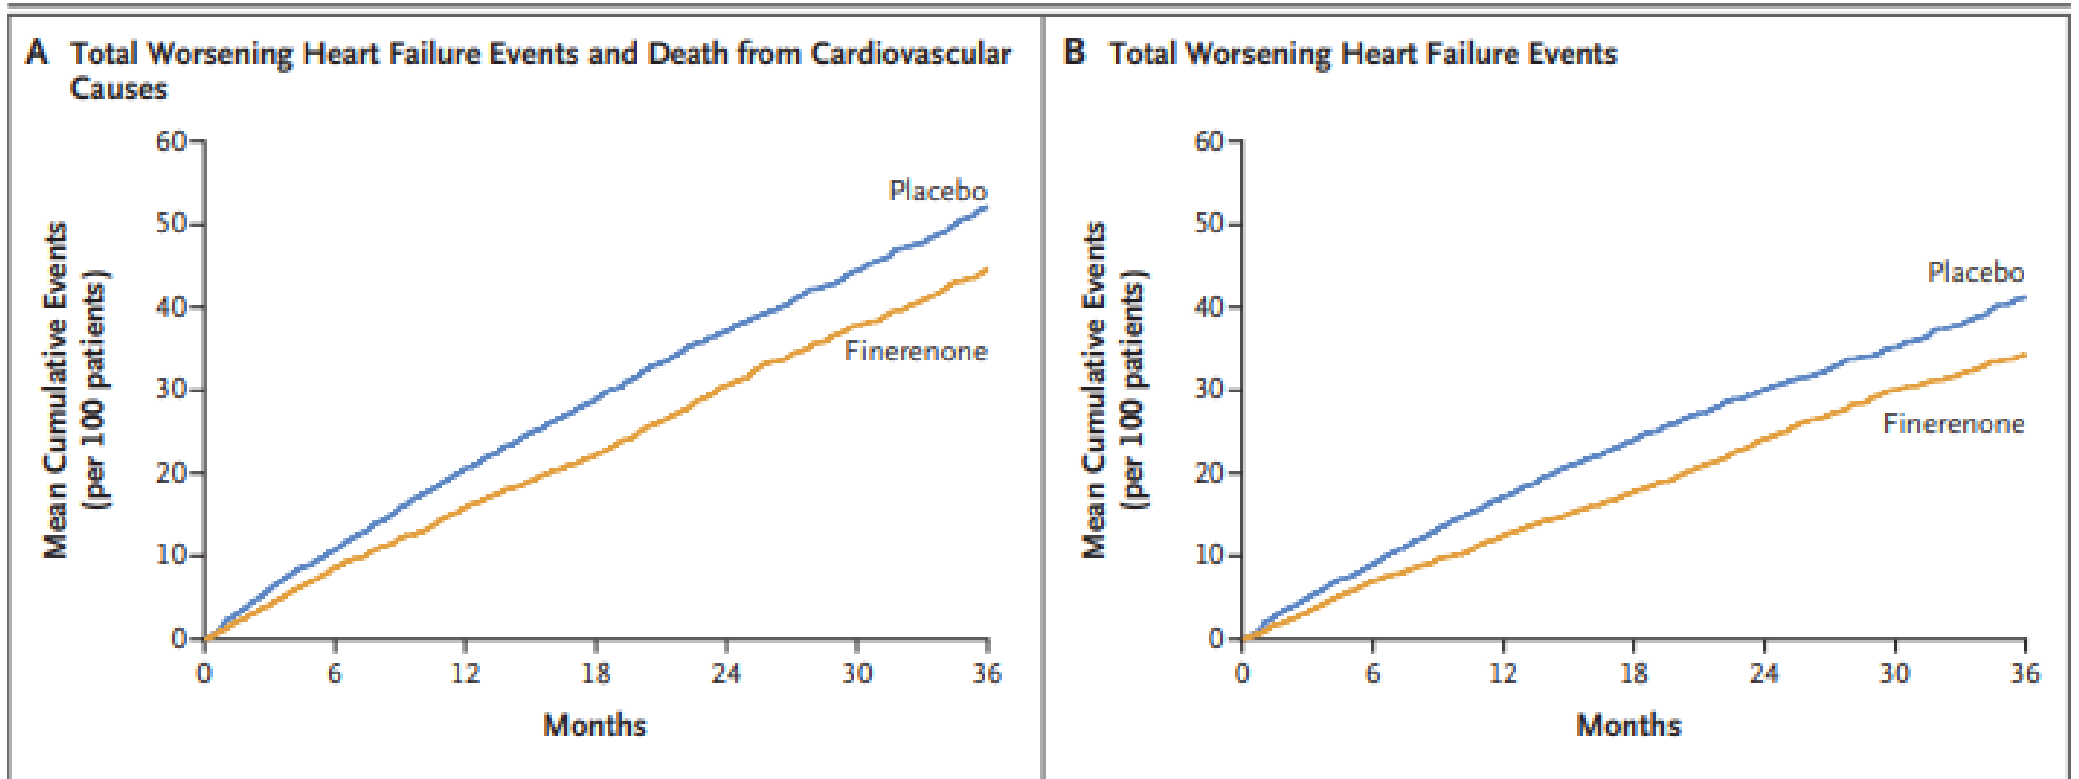 A Total Worsening Heart Failure Events and Death from Cardiovascular
Causes
Mean Cumulative Events
(per 100 patients)
60
50
40
30
20
10
0
Placebo
Finerenone
0 6 12 18 24 30 36
Months
B Total Worsening Heart Failure Events
Mean Cumulative Events
(per 100 patients)
60
50
40
30
20
10
0
Placebo
Finerenone
0 6 12 18 24 30 36
Months